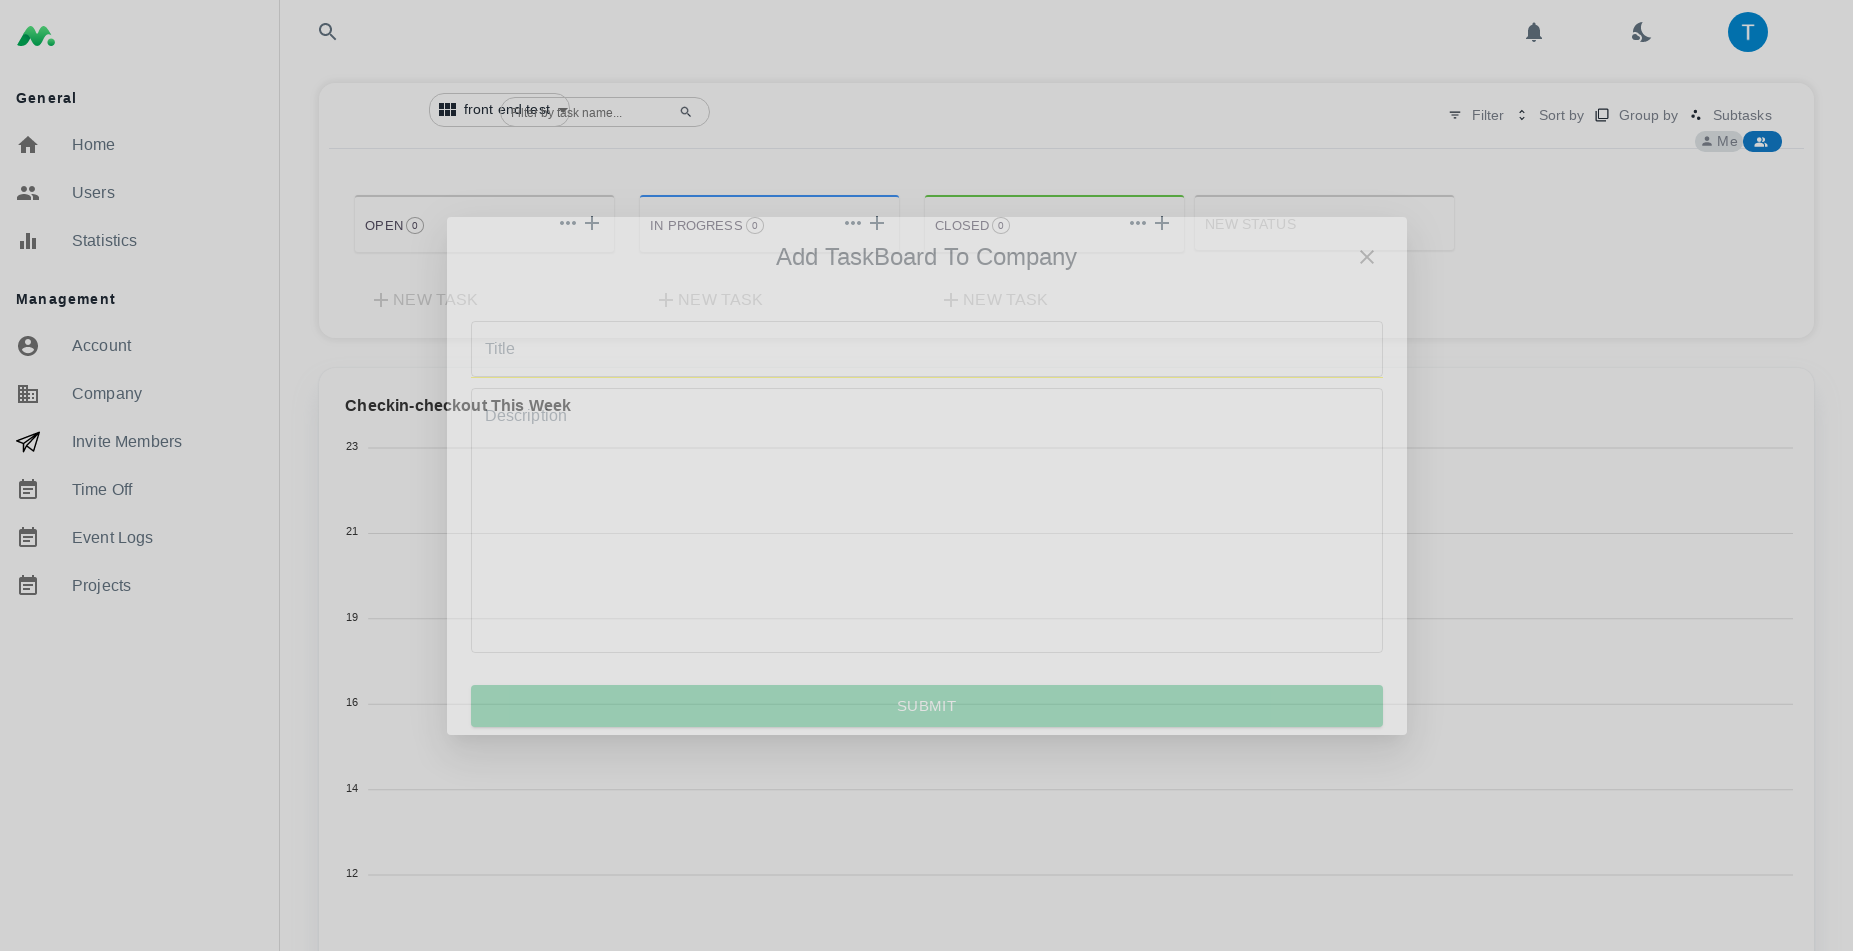 T
General
Home
Users
Statistics
Management
Account
Company
Invite Members
Time Off
Event Logs
Projects
front end test
Filter by task name...
Filter
Sort by
Group by
Subtasks
Me
OPEN 0
IN PROGRESS 0
CLOSED 0
NEW STATUS
Add TaskBoard To Company
NEW TASK
NEW TASK
NEW TASK
Title
Checkin-checkout This Week
Description
23
21
19
16
SUBMIT
14
12